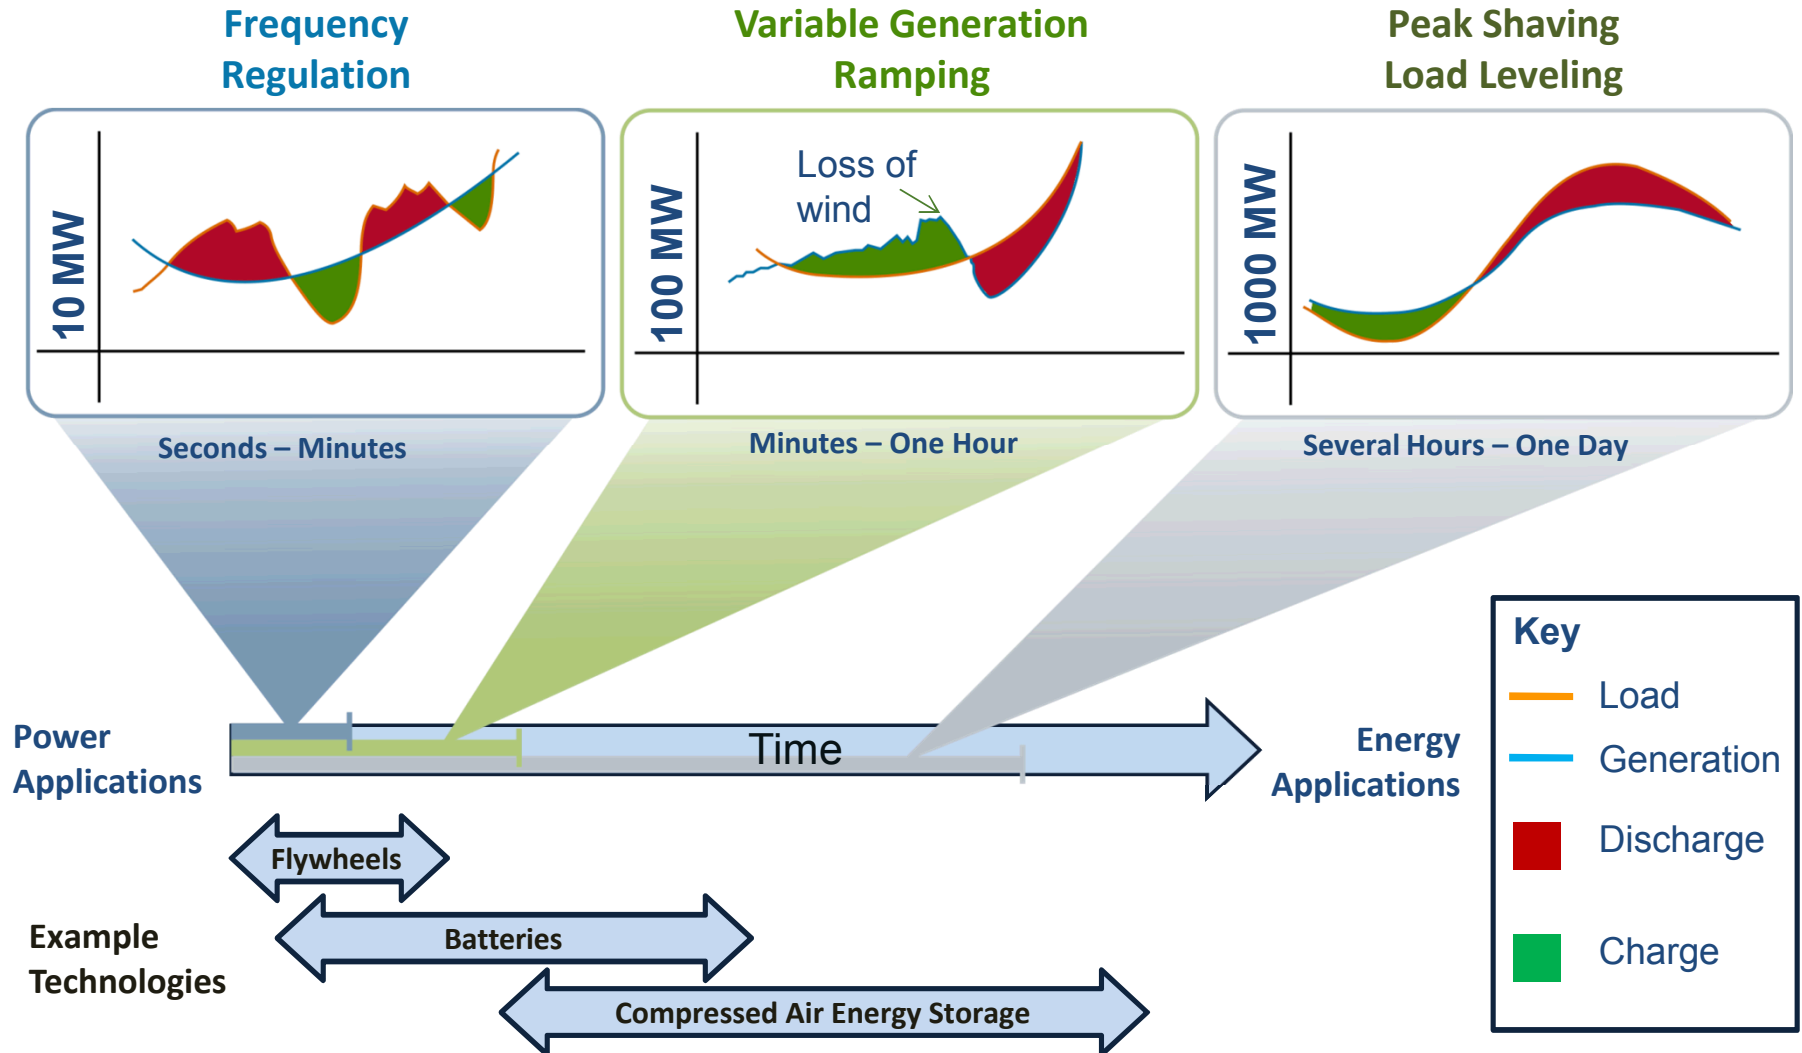 Frequency
Regulation
Variable Generation
Ramping
Peak Shaving
Load Leveling
10 MW
100 MW
Loss of
wind
1000 MW
Seconds – Minutes
Minutes – One Hour
Several Hours – One Day
Power
Applications
Time
Energy
Applications
Key
Load
Generation
Discharge
Charge
Example
Technologies
Flywheels
Batteries
Compressed Air Energy Storage